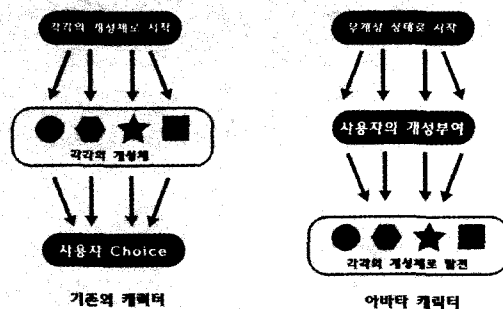 각각의 개성체로 시작
각각의 개성체
사용자 Choice
기존의 캐릭터
무개성 상태로 시작
사용자의 개성부여
각각의 개성체로 발전
아바타 캐릭터